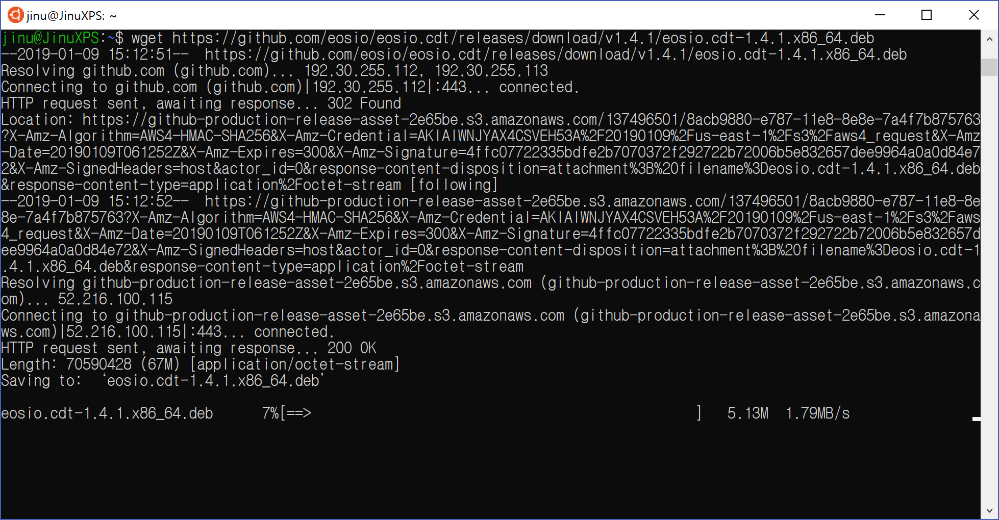 jinu@JinuXPS: ~
jinu@JinuXPS:~$ wget https://github.com/eosio/eosio.cdt/releases/download/v1.4.1/eosio.cdt-1.4.1.x86_64.deb
--2019-01-09 15:12:51--  https://github.com/eosio/eosio.cdt/releases/download/v1.4.1/eosio.cdt-1.4.1.x86_64.deb
Resolving github.com (github.com)... 192.30.255.112, 192.30.255.113
Connecting to github.com (github.com)|192.30.255.112|:443... connected.
HTTP request sent, awaiting response... 302 Found
Location: https://github-production-release-asset-2e65be.s3.amazonaws.com/137496501/8acb9880-e787-11e8-8e8e-7a4f7b875763
?X-Amz-Algorithm=AWS4-HMAC-SHA256&X-Amz-Credential=AKIAIWNJYAX4CSVEH53A%2F20190109%2Fus-east-1%2Fs3%2Faws4_request&X-Amz
-Date=20190109T061252Z&X-Amz-Expires=300&X-Amz-Signature=4ffc07722335bdfe2b7070372f292722b72006b5e832657dee9964a0a0d84e7
2&X-Amz-SignedHeaders=host&actor_id=0&response-content-disposition=attachment%3B%20filename%3Deosio.cdt-1.4.1.x86_64.deb
&response-content-type=application%2Foctet-stream [following]
--2019-01-09 15:12:52--  https://github-production-release-asset-2e65be.s3.amazonaws.com/137496501/8acb9880-e787-11e8-8e
8e-7a4f7b875763?X-Amz-Algorithm=AWS4-HMAC-SHA256&X-Amz-Credential=AKIAIWNJYAX4CSVEH53A%2F20190109%2Fus-east-1%2Fs3%2Faws
4_request&X-Amz-Date=20190109T061252Z&X-Amz-Expires=300&X-Amz-Signature=4ffc07722335bdfe2b7070372f292722b72006b5e832657d
ee9964a0a0d84e72&X-Amz-SignedHeaders=host&actor_id=0&response-content-disposition=attachment%3B%20filename%3Deosio.cdt-1
.4.1.x86_64.deb&response-content-type=application%2Foctet-stream
Resolving github-production-release-asset-2e65be.s3.amazonaws.com (github-production-release-asset-2e65be.s3.amazonaws.c
om)... 52.216.100.115
Connecting to github-production-release-asset-2e65be.s3.amazonaws.com (github-production-release-asset-2e65be.s3.amazona
ws.com)|52.216.100.115|:443... connected.
HTTP request sent, awaiting response... 200 OK
Length: 70590428 (67M) [application/octet-stream]
Saving to: ‘eosio.cdt-1.4.1.x86_64.deb’
eosio.cdt-1.4.1.x86_64.deb      7%[==>                                               ]   5.13M  1.79MB/s